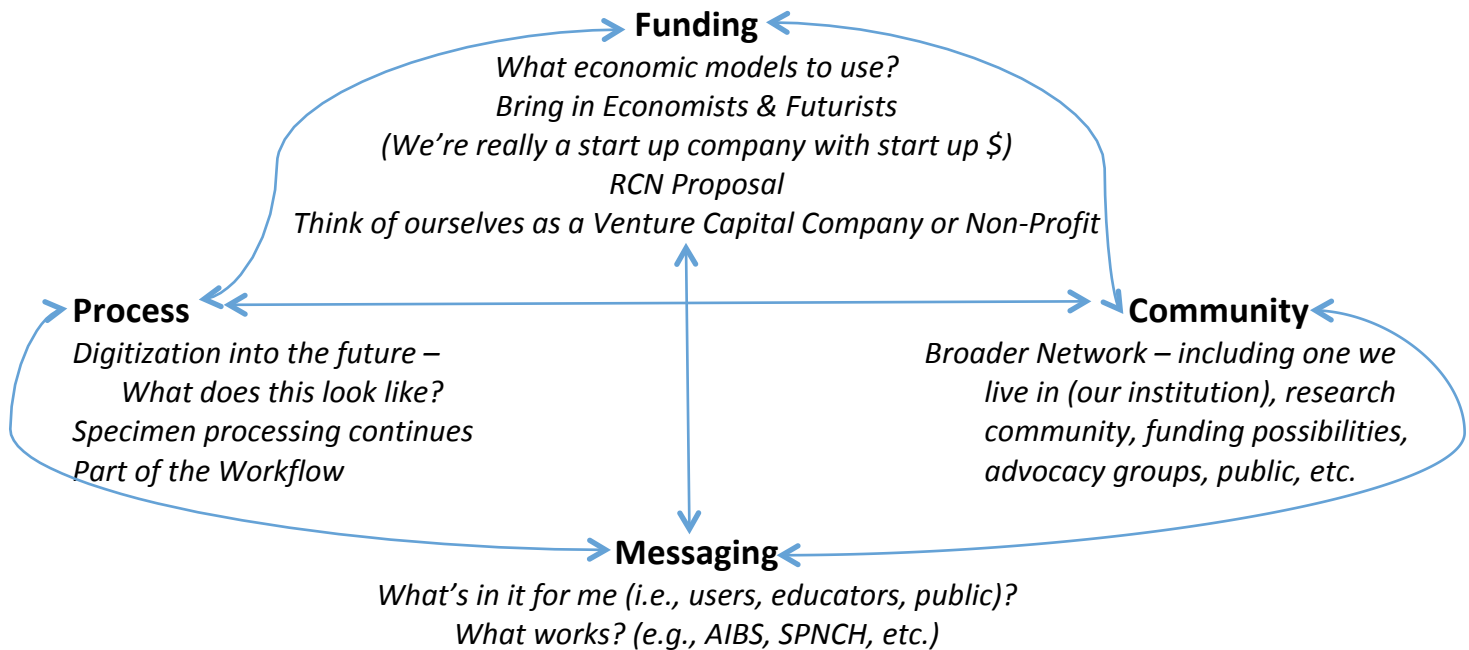 Funding
What economic models to use?
Bring in Economists & Futurists
(We’re really a start up company with start up $)
RCN Proposal
Think of ourselves as a Venture Capital Company or Non-Profit
Process
Digitization into the future –
What does this look like?
Specimen processing continues
Part of the Workflow
Community
Broader Network – including one we
live in (our institution), research
community, funding possibilities,
advocacy groups, public, etc.
Messaging
What’s in it for me (i.e., users, educators, public)?
What works? (e.g., AIBS, SPNCH, etc.)